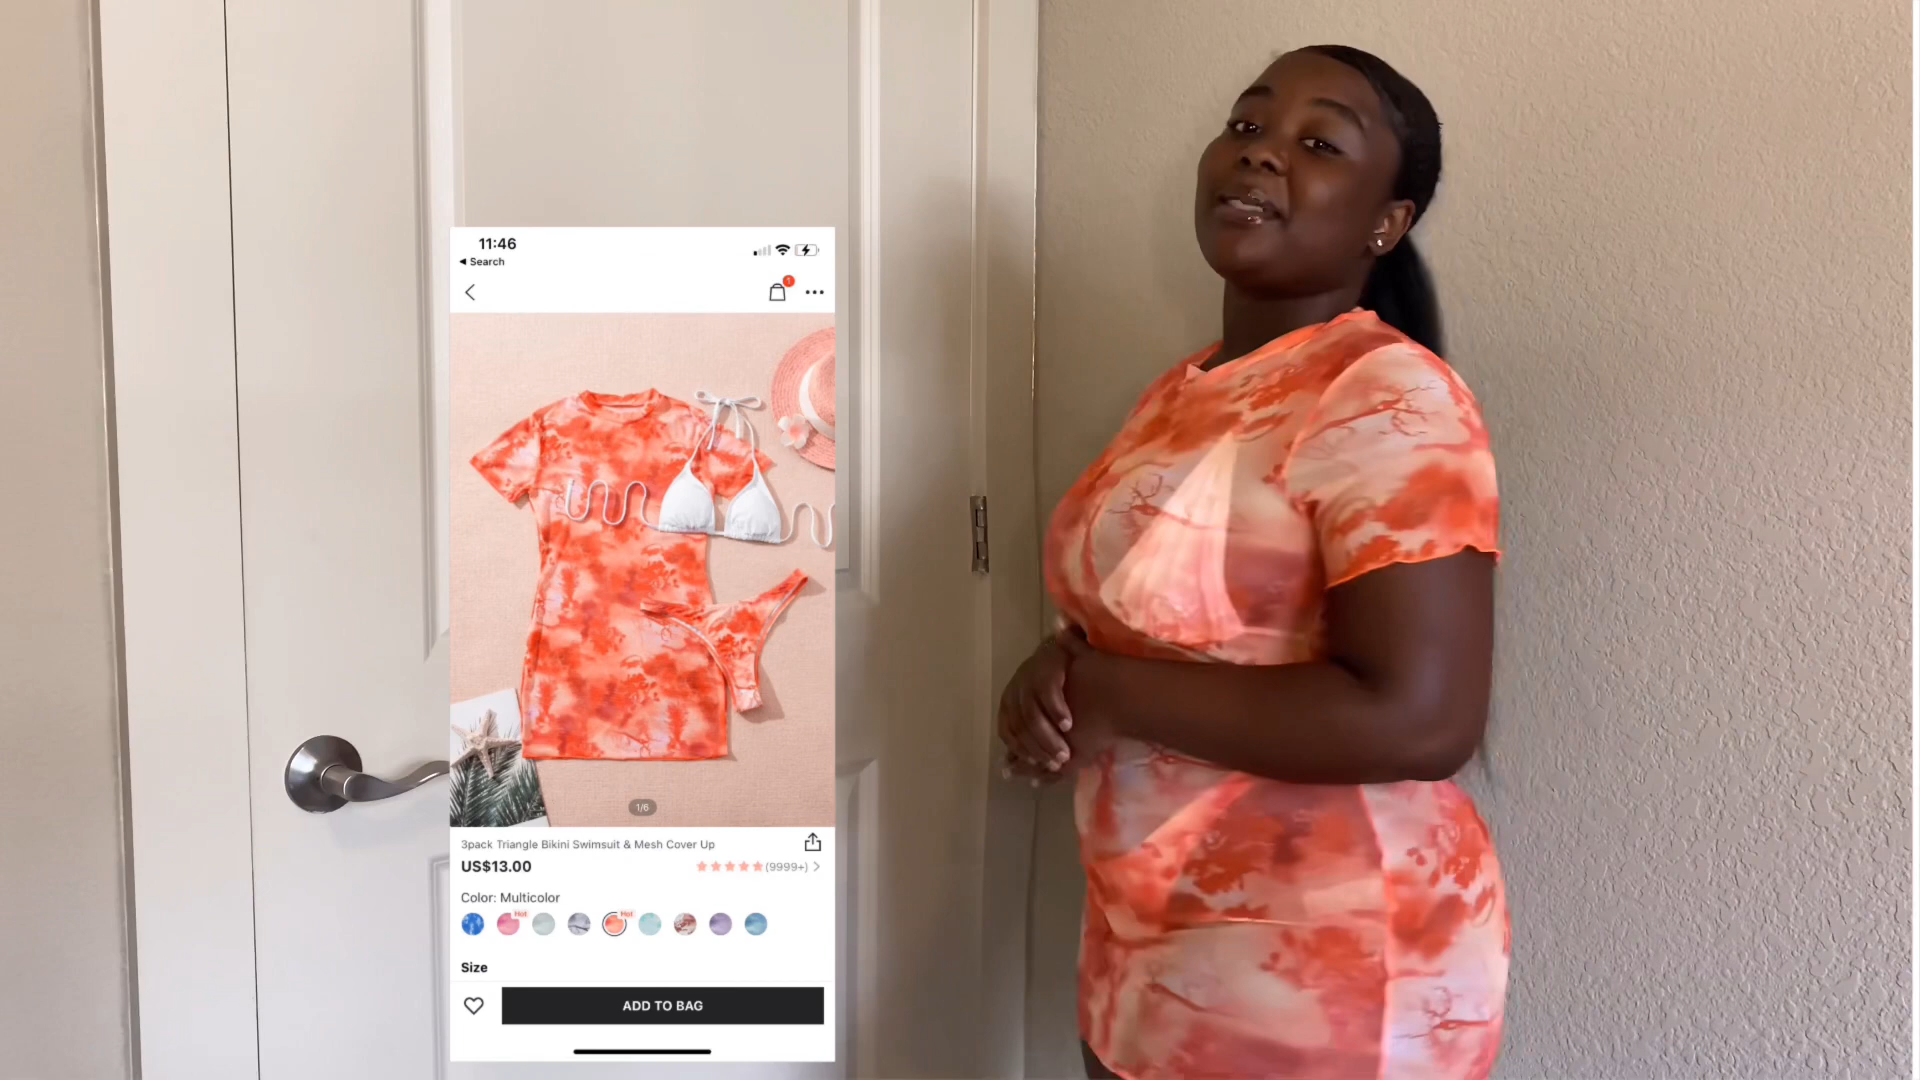 11:46
◀ Search
1
1/6
3pack Triangle Bikini Swimsuit & Mesh Cover Up
US$13.00
(9999+)
Color: Multicolor
Hot
Hot
Size
ADD TO BAG